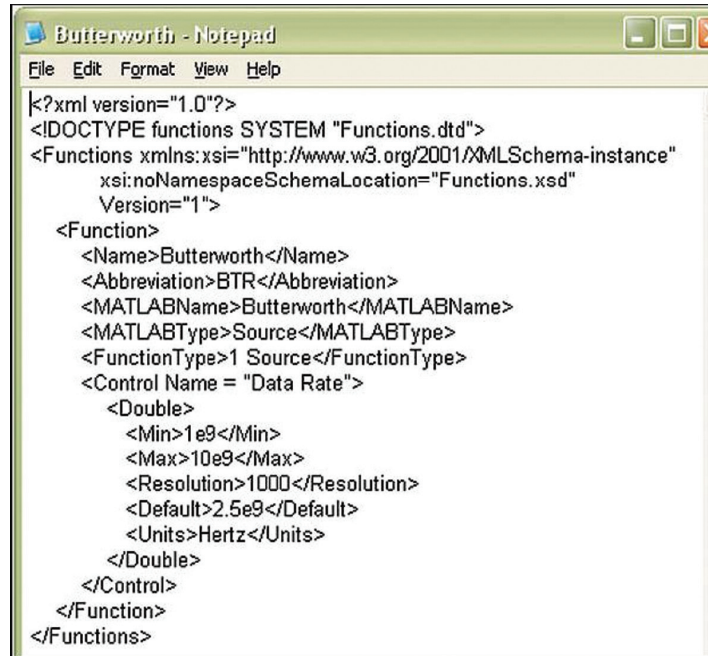 Butterworth - Notepad
File Edit Format View Help
<?xml version="1.0"?>
<!DOCTYPE functions SYSTEM "Functions.dtd">
<Functions xmlns:xsi="http://www.w3.org/2001/XMLSchema-instance"
xsi:noNamespaceSchemaLocation="Functions.xsd"
Version="1">
<Function>
<Name>Butterworth</Name>
<Abbreviation>BTR</Abbreviation>
<MATLABName>Butterworth</MATLABName>
<MATLABType>Source</MATLABType>
<FunctionType>1 Source</FunctionType>
<Control Name = "Data Rate">
<Double>
<Min>1e9</Min>
<Max>10e9</Max>
<Resolution>1000</Resolution>
<Default>2.5e9</Default>
<Units>Hertz</Units>
</Double>
</Control>
</Function>
</Functions>